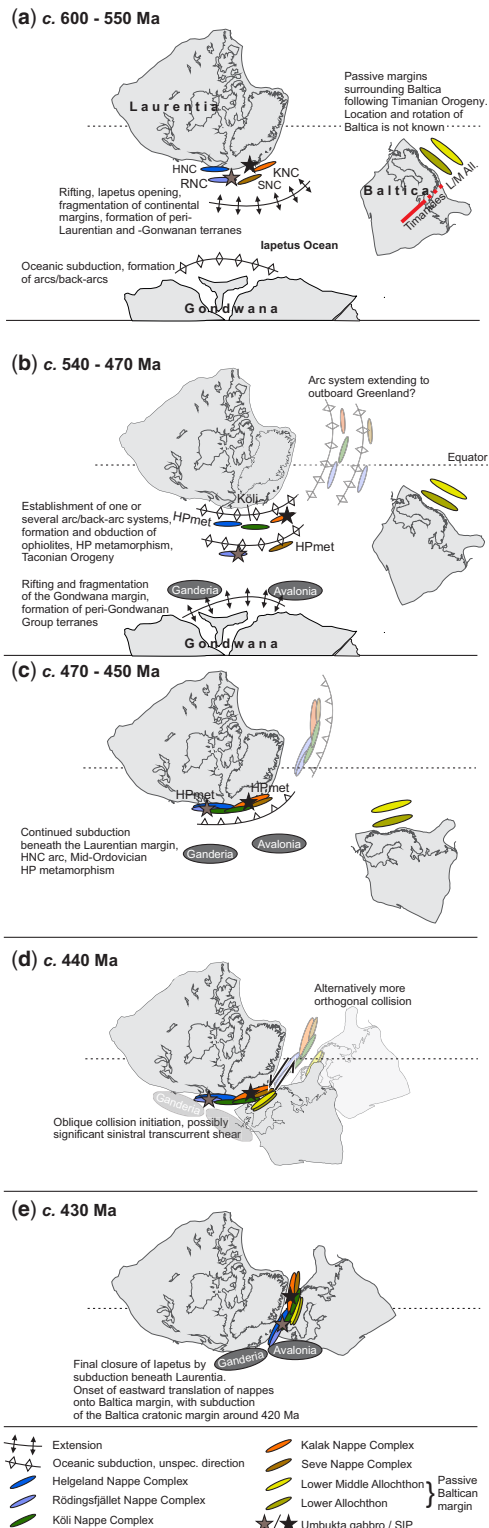 (a) c. 600 - 550 Ma
Passive margins
surrounding Baltica
following Timanian Orogeny.
Location and rotation of
Baltica is not known
Laurentia
HNC
KNC
RNC
SNC
Baltica
L/M All.
Timanides
Rifting, Iapetus opening,
fragmentation of continental
margins, formation of peri-
Laurentian and -Gonwanan terranes
Iapetus Ocean
Oceanic subduction, formation
of arcs/back-arcs
Gondwana
(b) c. 540 - 470 Ma
Arc system extending to
outboard Greenland?
Equator
Köli
HPmet
HPmet
Establishment of one or
several arc/back-arc systems,
formation and obduction of
ophiolites, HP metamorphism,
Taconian Orogeny
Rifting and fragmentation
of the Gondwana margin,
formation of peri-Gondwanan
Group terranes
Ganderia
Avalonia
Gondwana
(c) c. 470 - 450 Ma
HPmet
HPmet
Continued subduction
beneath the Laurentian margin,
HNC arc, Mid-Ordovician
HP metamorphism
Ganderia
Avalonia
(d) c. 440 Ma
Alternatively more
orthogonal collision
Ganderia
Oblique collision initiation, possibly
significant sinistral transcurrent shear
(e) c. 430 Ma
Ganderia
Avalonia
Final closure of Iapetus by
subduction beneath Laurentia.
Onset of eastward translation of nappes
onto Baltica margin, with subduction
of the Baltica cratonic margin around 420 Ma
Extension
Oceanic subduction, unspec. direction
Helgeland Nappe Complex
Rödingsfjället Nappe Complex
Köli Nappe Complex
Kalak Nappe Complex
Seve Nappe Complex
Lower Middle Allochthon
Lower Allochthon
Passive
Baltican
margin
/ Umbukta gabbro / SIP